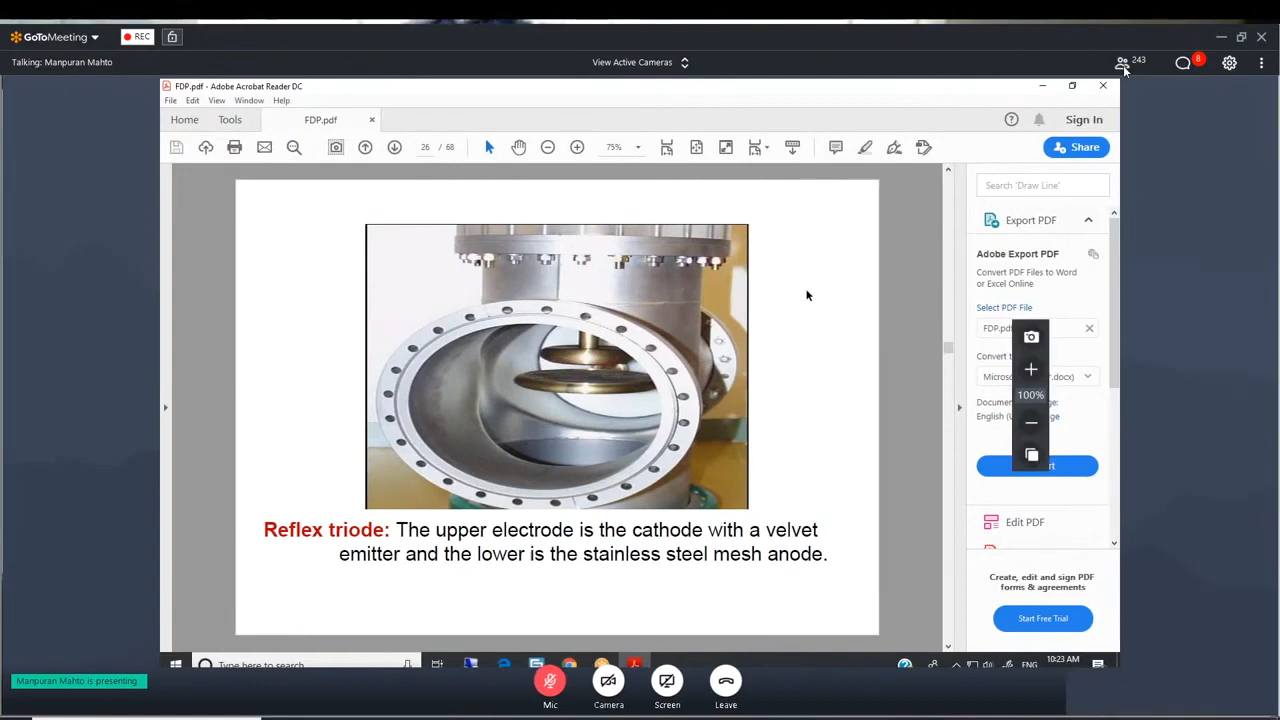 GoToMeeting
REC
Talking: Manpuran Mahto
View Active Cameras
243
8
FDP.pdf - Adobe Acrobat Reader DC
File Edit View Window Help
Home Tools FDP.pdf
Sign In
26 / 68
75%
Share
Search 'Draw Line'
Export PDF
Adobe Export PDF
Convert PDF Files to Word
or Excel Online
Select PDF File
FDP.pdf
Convert
100%
English
Edit PDF
Reflex triode: The upper electrode is the cathode with a velvet
emitter and the lower is the stainless steel mesh anode.
Create, edit and sign PDF
forms & agreements
Start Free Trial
Type here to search
ENG
10:23 AM
Manpuran Mahto is presenting
Mic
Camera
Screen
Leave